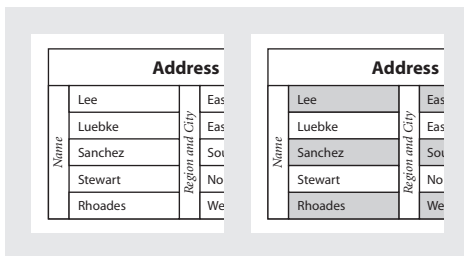 Address
Name
Lee
Luebke
Sanchez
Stewart
Rhoades
Region and City
Eas
Eas
Sou
No
We
Address
Name
Lee
Luebke
Sanchez
Stewart
Rhoades
Region and City
Eas
Eas
Sou
No
We